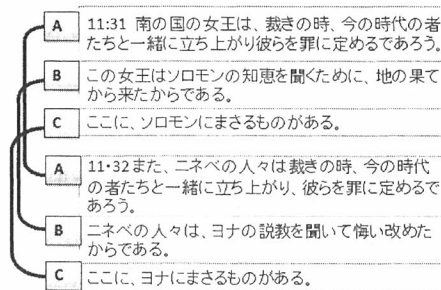 A 11:31 南の国の女王は、裁きの時、今の時代の者
たちと一緒に立ち上がり彼らを罪に定めるであろう。
B この女王はソロモンの知恵を聞くために、地の果て
から来たからである。
C ここに、ソロモンにまさるものがある。
A 11・32また、ニネベの人々は裁きの時、今の時代
の者たちと一緒に立ち上がり、彼らを罪に定めるで
あろう。
B ニネベの人々は、ヨナの説教を聞いて悔い改めた
からである。
C ここに、ヨナにまさるものがある。